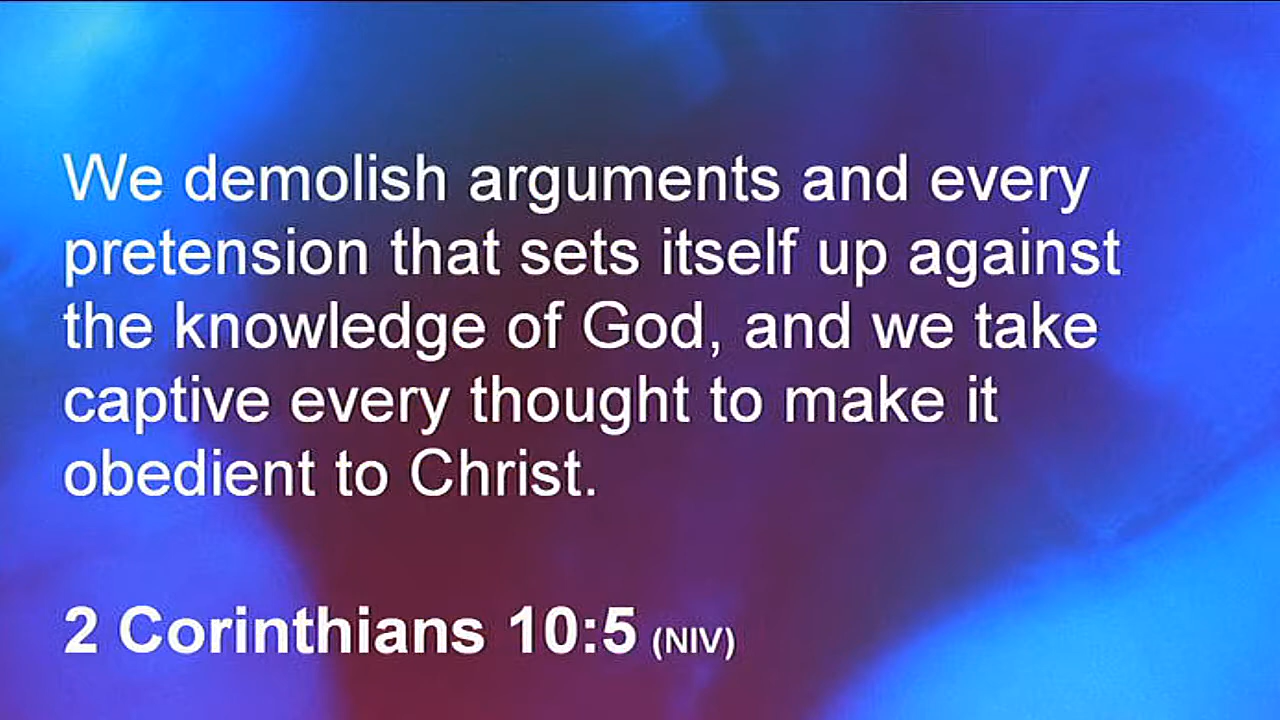 We demolish arguments and every
pretension that sets itself up against
the knowledge of God, and we take
captive every thought to make it
obedient to Christ.
2 Corinthians 10:5 (NIV)